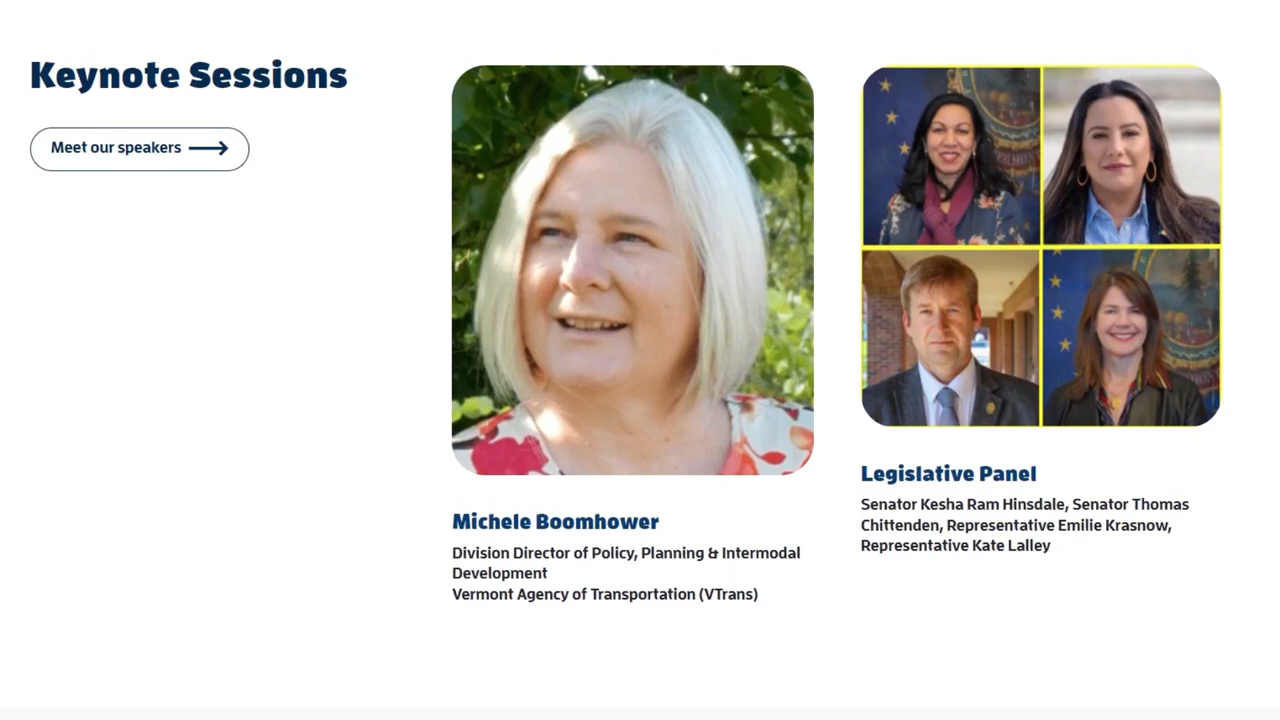 Keynote Sessions
Meet our speakers
Michele Boomhower
Division Director of Policy, Planning & Intermodal
Development
Vermont Agency of Transportation (VTrans)
Legislative Panel
Senator Kesha Ram Hinsdale, Senator Thomas
Chittenden, Representative Emilie Krasnow,
Representative Kate Lalley